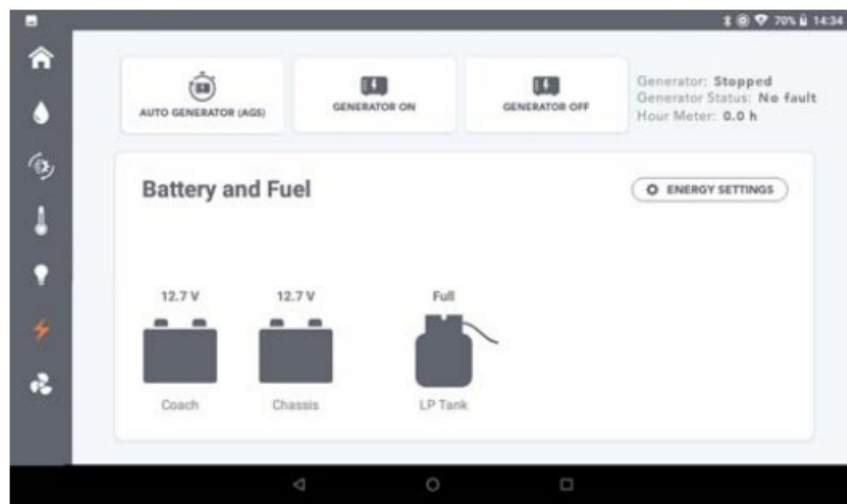 70% 14:34
AUTO GENERATOR (AGS)
GENERATOR ON
GENERATOR OFF
Generator: Stopped
Generator Status: No fault
Hour Meter: 0.0 h
Battery and Fuel
ENERGY SETTINGS
12.7 V
12.7 V
Full
Coach
Chassis
LP Tank